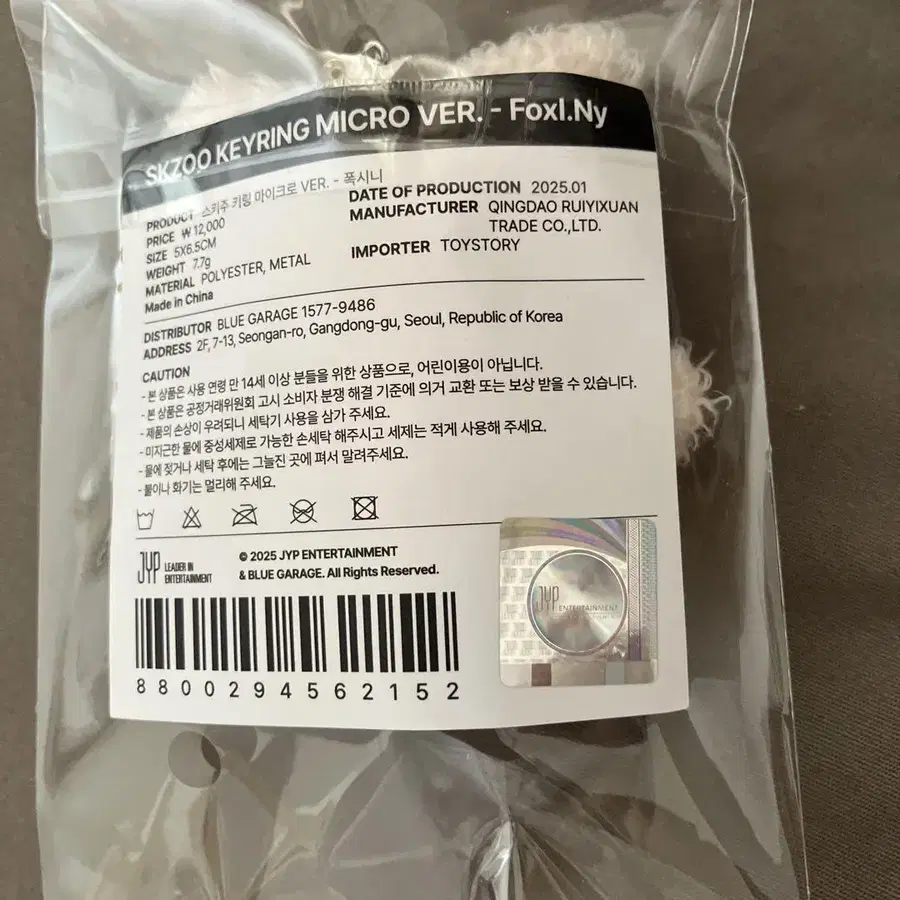 SKZOO KEYRING MICRO VER. - FoxI.Ny
PRODUCT 스키주 키링 마이크로 VER. - 폭시니
PRICE ₩12,000
SIZE 5X6.5CM
WEIGHT 7.7g
MATERIAL POLYESTER, METAL
Made in China
DATE OF PRODUCTION 2025.01
MANUFACTURER QINGDAO RUIYIXUAN
TRADE CO.,LTD.
IMPORTER TOYSTORY
DISTRIBUTOR BLUE GARAGE 1577-9486
ADDRESS 2F, 7-13, Seongan-ro, Gangdong-gu, Seoul, Republic of Korea
CAUTION
- 본 상품은 사용 연령 만 14세 이상 분들을 위한 상품으로, 어린이용이 아닙니다.
- 본 상품은 공정거래위원회 고시 소비자 분쟁 해결 기준에 의거 교환 또는 보상 받을 수 있습니다.
- 제품의 손상이 우려되니 세탁기 사용을 삼가 주세요.
- 미지근한 물에 중성세제로 가능한 손세탁 해주시고 세제는 적게 사용해 주세요.
- 물에 젖거나 세탁 후에는 그늘진 곳에 펴서 말려주세요.
- 불이나 화기는 멀리해 주세요.
JYP LEADER IN
ENTERTAINMENT
© 2025 JYP ENTERTAINMENT
& BLUE GARAGE. All Rights Reserved.
8800294562152
JYP ENTERTAINMENT